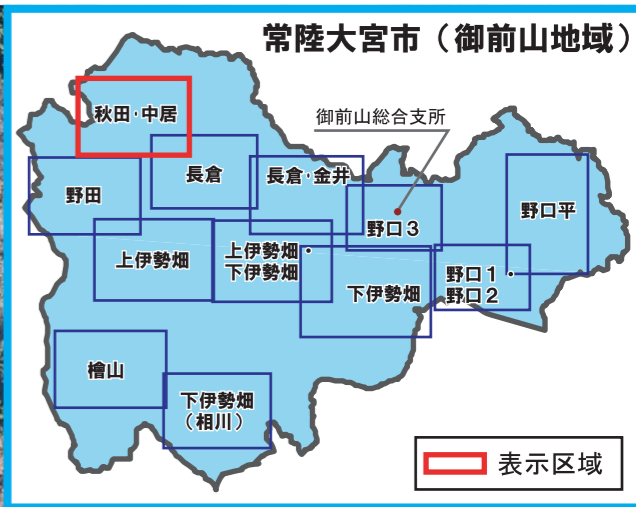 常陸大宮市（御前山地域）
秋田・中居
御前山総合支所
野田
長倉
長倉・金井
野口３
野口平
上伊勢畑
上伊勢畑
下伊勢畑
下伊勢畑
野口１
野口２
檜山
下伊勢畑
（相川）
表示区域